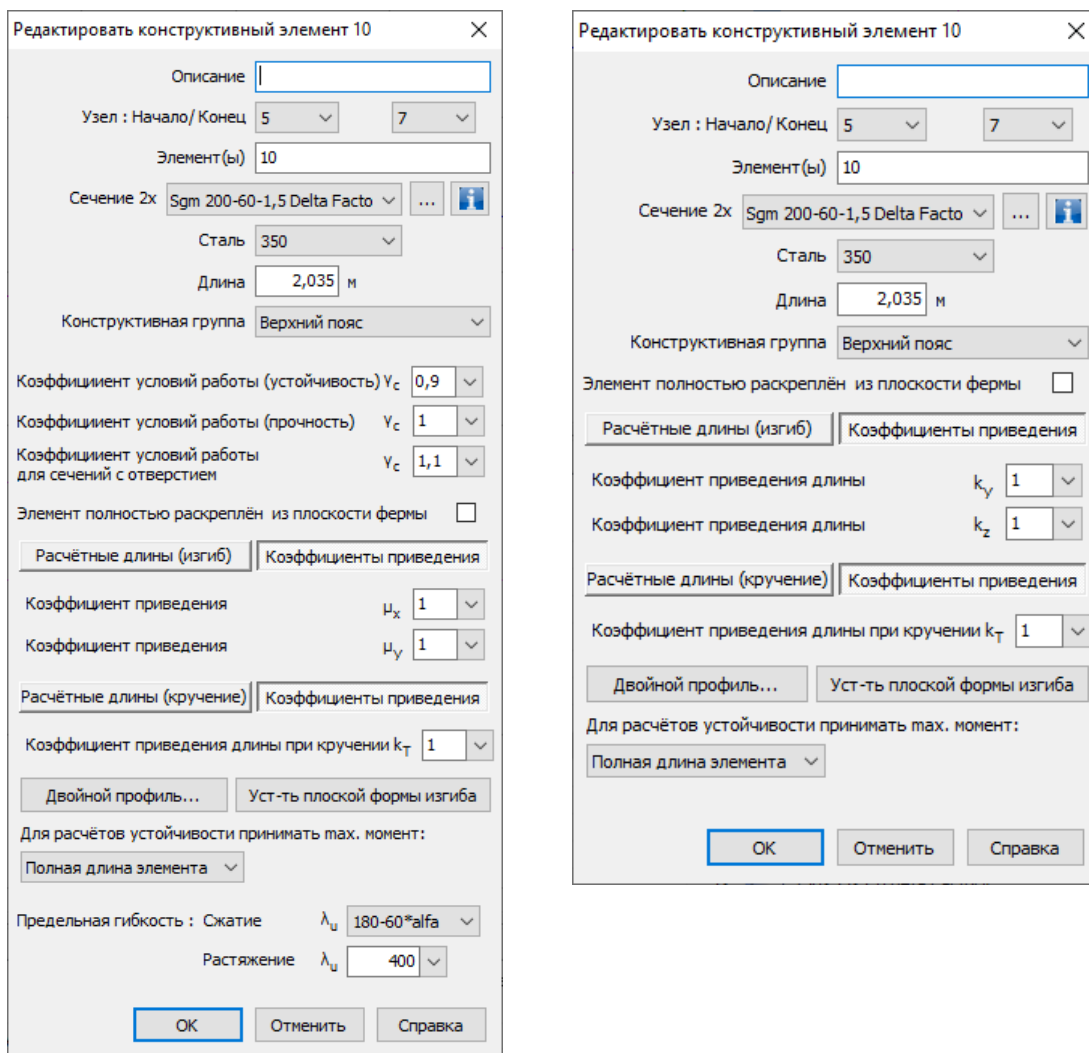 Редактировать конструктивный элемент 10
Описание
Узел : Начало/ Конец 5 7
Элемент(ы) 10
Сечение 2x Sgm 200-60-1,5 Delta Facto ...
Сталь 350
Длина 2,035 м
Конструктивная группа Верхний пояс
Коэффициент условий работы (устойчивость) γc 0,9
Коэффициент условий работы (прочность) γc 1
Коэффициент условий работы
для сечений с отверстием γc 1,1
Элемент полностью раскреплён из плоскости фермы
Расчётные длины (изгиб) Коэффициенты приведения
Коэффициент приведения μx 1
Коэффициент приведения μy 1
Расчётные длины (кручение) Коэффициенты приведения
Коэффициент приведения длины при кручении kT 1
Двойной профиль... Уст-ть плоской формы изгиба
Для расчётов устойчивости принимать max. момент:
Полная длина элемента
Предельная гибкость : Сжатие λu 180-60*alfa
Растяжение λu 400
OK Отменить Справка
Редактировать конструктивный элемент 10
Описание
Узел : Начало/ Конец 5 7
Элемент(ы) 10
Сечение 2x Sgm 200-60-1,5 Delta Facto ...
Сталь 350
Длина 2,035 м
Конструктивная группа Верхний пояс
Элемент полностью раскреплён из плоскости фермы
Расчётные длины (изгиб) Коэффициенты приведения
Коэффициент приведения длины ky 1
Коэффициент приведения длины kz 1
Расчётные длины (кручение) Коэффициенты приведения
Коэффициент приведения длины при кручении kT 1
Двойной профиль... Уст-ть плоской формы изгиба
Для расчётов устойчивости принимать max. момент:
Полная длина элемента
OK Отменить Справка